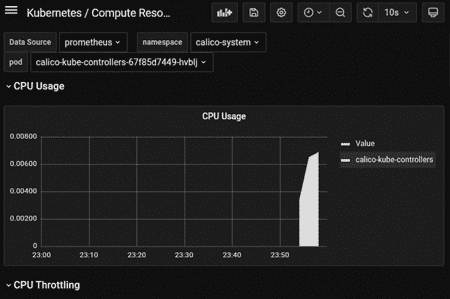 Kubernetes / Compute Reso...
10s
Data Source prometheus namespace calico-system
pod calico-kube-controllers-67f85d7449-hvblj
CPU Usage
CPU Usage
0.00800
0.00600
0.00400
0.00200
0
23:00 23:10 23:20 23:30 23:40 23:50
Value
calico-kube-controllers
CPU Throttling